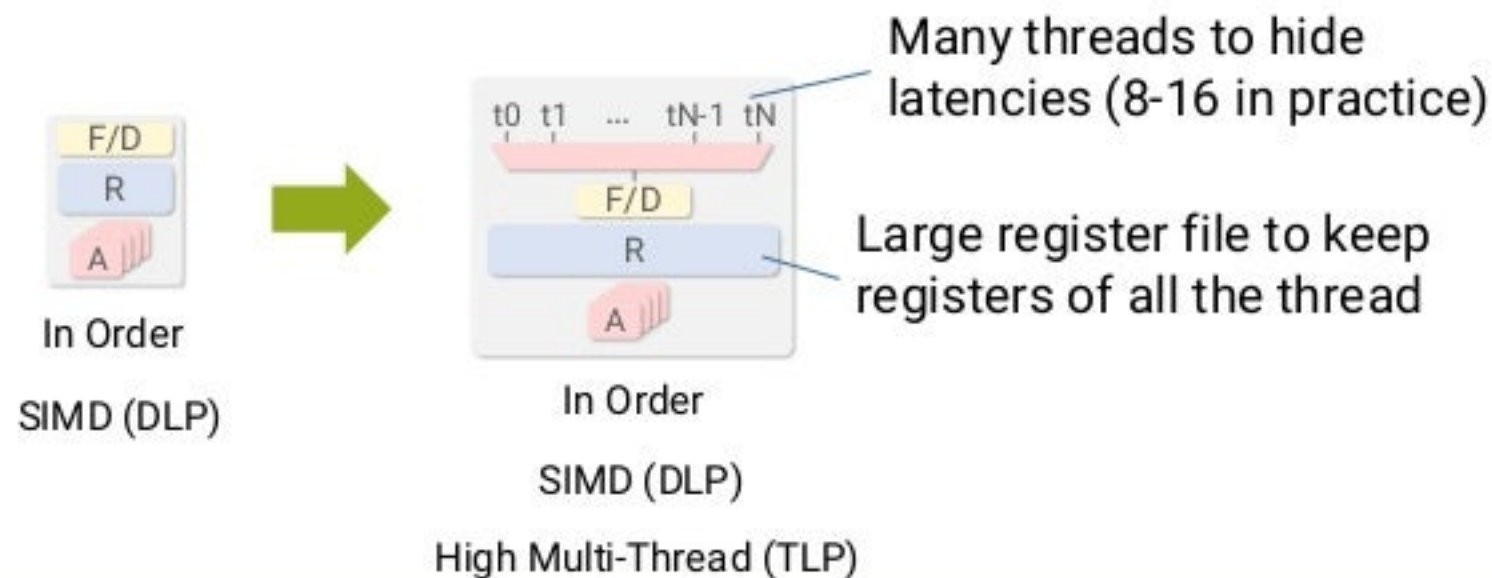 F/D
R
A
In Order
SIMD (DLP)
t0 t1 ... tN-1 tN
F/D
R
A
In Order
SIMD (DLP)
High Multi-Thread (TLP)
Many threads to hide
latencies (8-16 in practice)
Large register file to keep
registers of all the thread